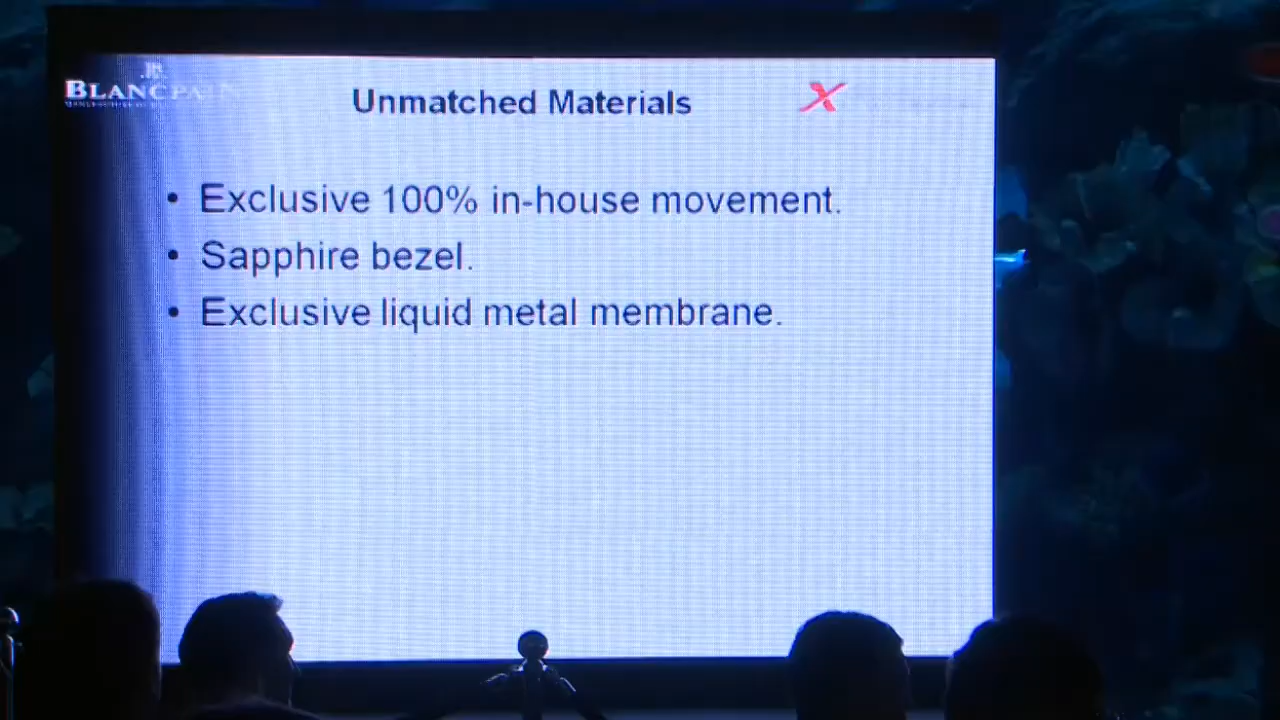 BLANCPAIN
Unmatched Materials
X
• Exclusive 100% in-house movement.
• Sapphire bezel.
• Exclusive liquid metal membrane.